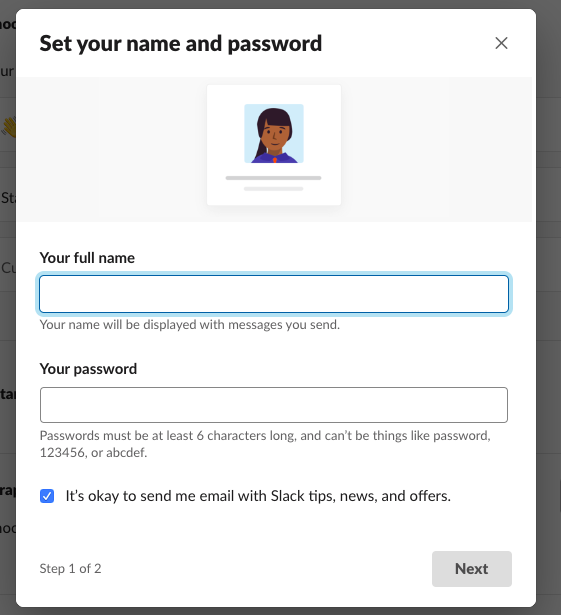 Set your name and password
Your full name
Your name will be displayed with messages you send.
Your password
Passwords must be at least 6 characters long, and can't be things like password,
123456, or abcdef.
It's okay to send me email with Slack tips, news, and offers.
Step 1 of 2
Next